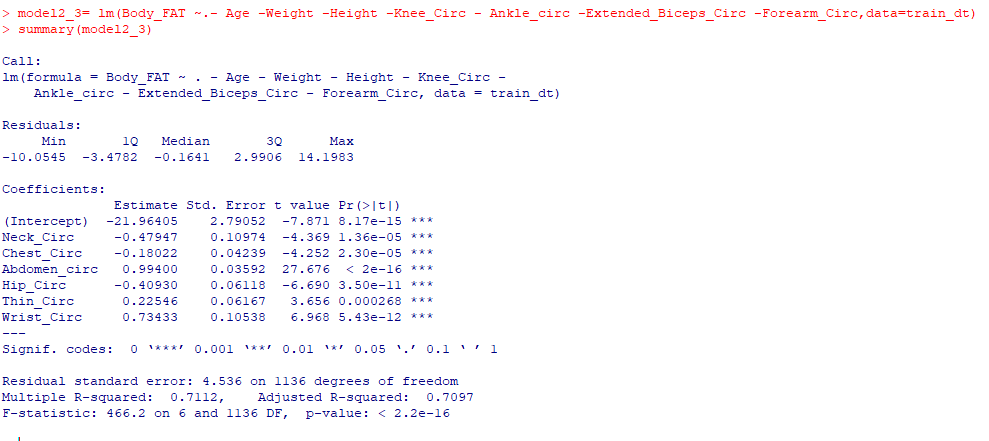 > model2_3= lm(Body_FAT ~.- Age -Weight -Height -Knee_Circ - Ankle_circ -Extended_Biceps_Circ -Forearm_Circ,data=train_dt)
> summary(model2_3)
Call:
lm(formula = Body_FAT ~ . - Age - Weight - Height - Knee_Circ -
    Ankle_circ - Extended_Biceps_Circ - Forearm_Circ, data = train_dt)
Residuals:
     Min       1Q   Median       3Q      Max
-10.0545  -3.4782  -0.1641   2.9906  14.1983
Coefficients:
              Estimate Std. Error t value Pr(>|t|)
(Intercept)  -21.96405    2.79052  -7.871 8.17e-15 ***
Neck_Circ     -0.47947    0.10974  -4.369 1.36e-05 ***
Chest_Circ    -0.18022    0.04239  -4.252 2.30e-05 ***
Abdomen_circ   0.99400    0.03592  27.676  < 2e-16 ***
Hip_Circ      -0.40930    0.06118  -6.690 3.50e-11 ***
Thin_Circ      0.22546    0.06167   3.656 0.000268 ***
Wrist_Circ     0.73433    0.10538   6.968 5.43e-12 ***
---
Signif. codes:  0 ‘***’ 0.001 ‘**’ 0.01 ‘*’ 0.05 ‘.’ 0.1 ‘ ’ 1
Residual standard error: 4.536 on 1136 degrees of freedom
Multiple R-squared:  0.7112,    Adjusted R-squared:  0.7097
F-statistic: 466.2 on 6 and 1136 DF,  p-value: < 2.2e-16